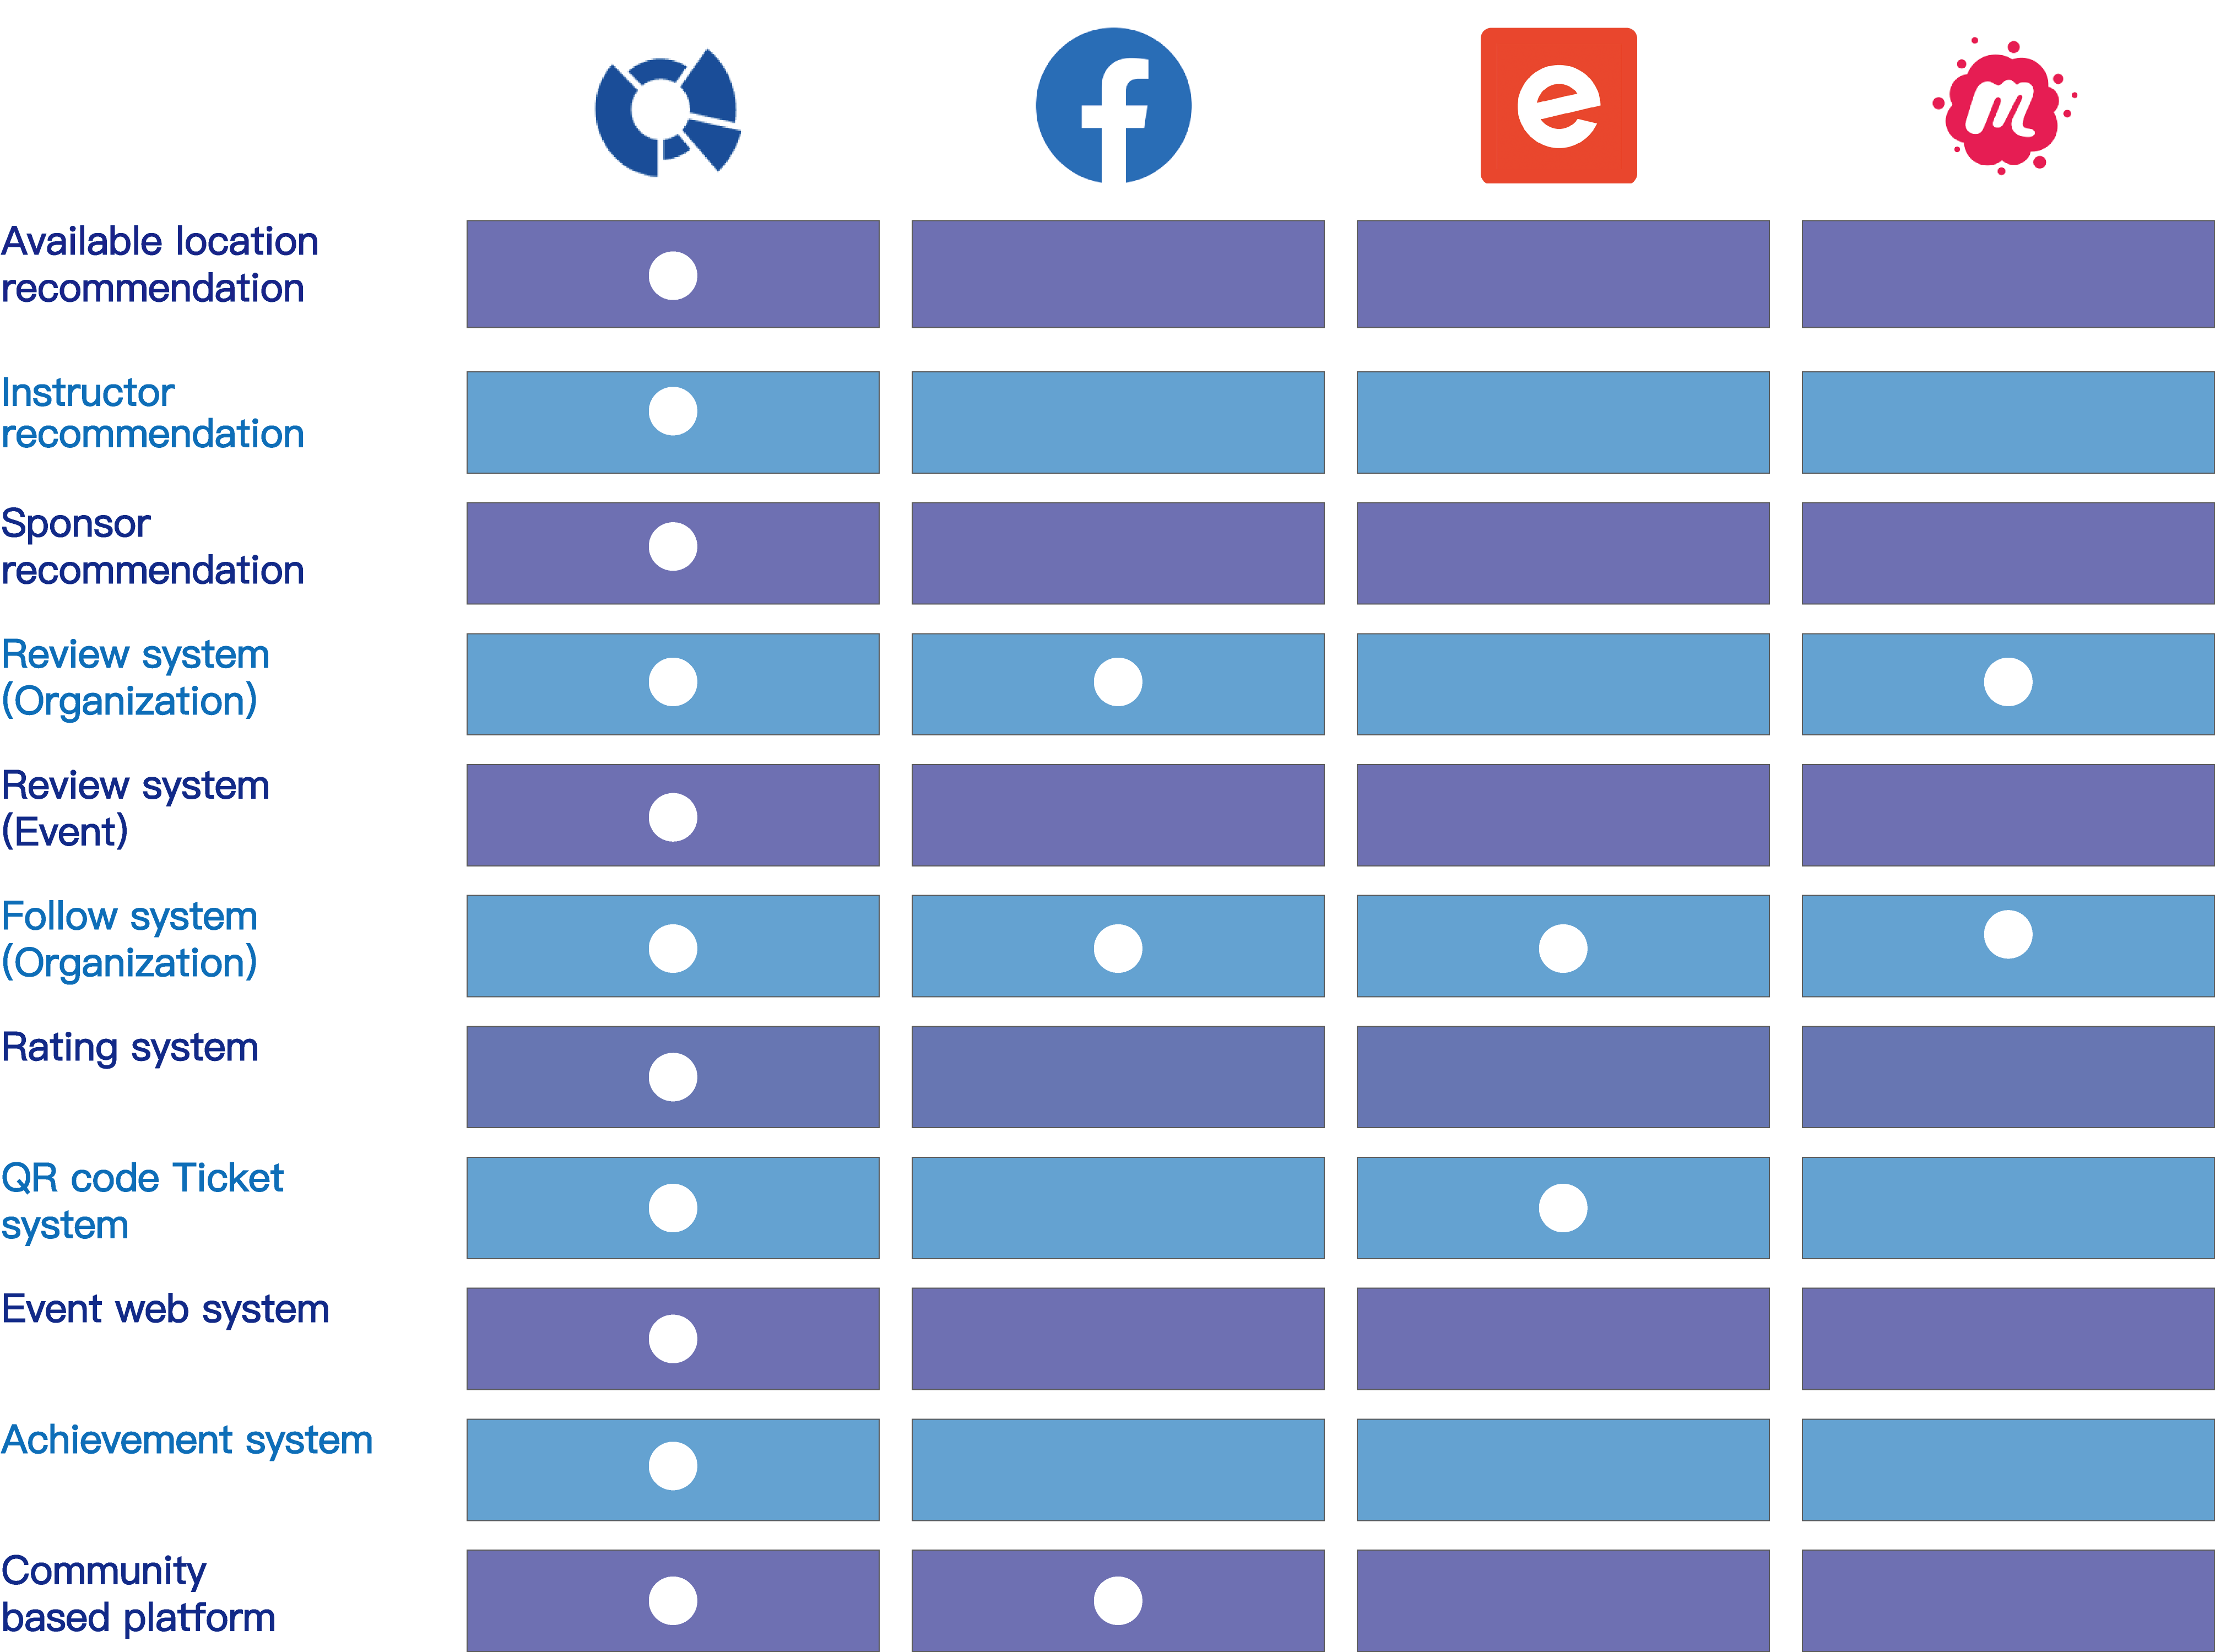 Available location
recommendation
Instructor
recommendation
Sponsor
recommendation
Review system
(Organization)
Review system
(Event)
Follow system
(Organization)
Rating system
QR code Ticket
system
Event web system
Achievement system
Community
based platform